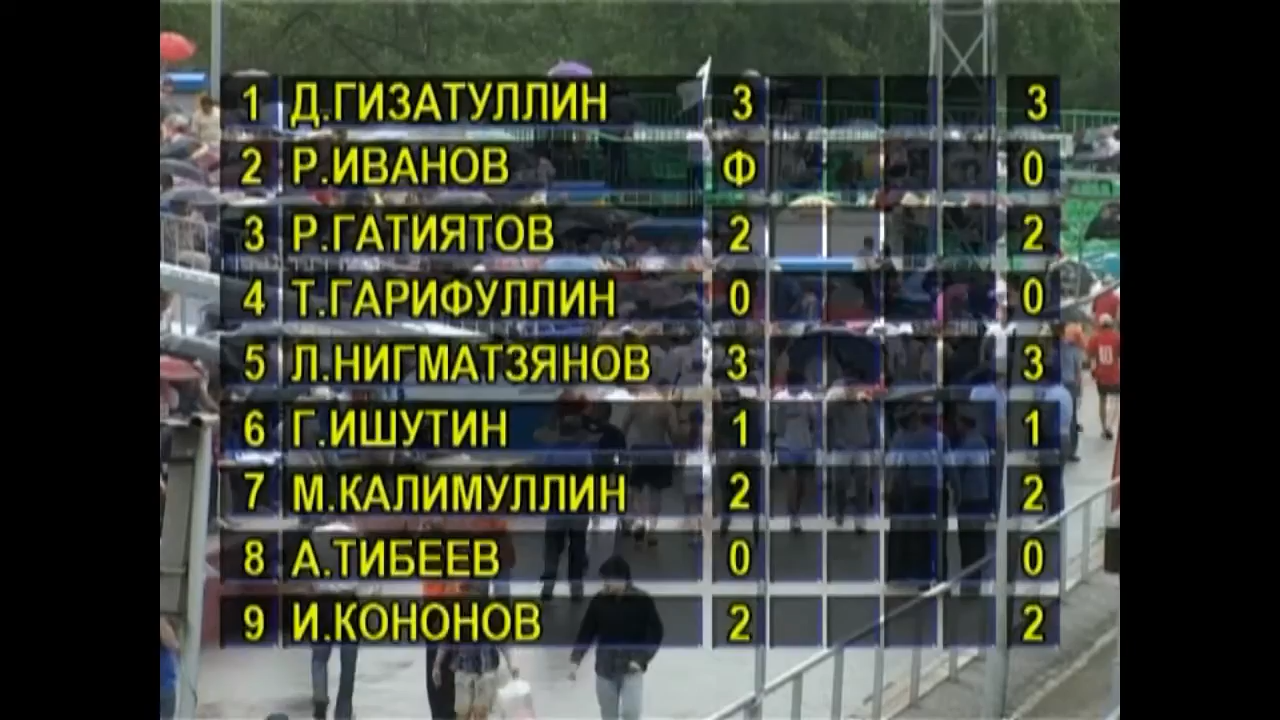 1 Д.ГИЗАТУЛЛИН 3 3
2 Р.ИВАНОВ Ф 0
3 Р.ГАТИЯТОВ 2 2
4 Т.ГАРИФУЛЛИН 0 0
5 Л.НИГМАТЗЯНОВ 3 3
6 Г.ИШУТИН 1 1
7 М.КАЛИМУЛЛИН 2 2
8 А.ТИБЕЕВ 0 0
9 И.КОНОНОВ 2 2
10